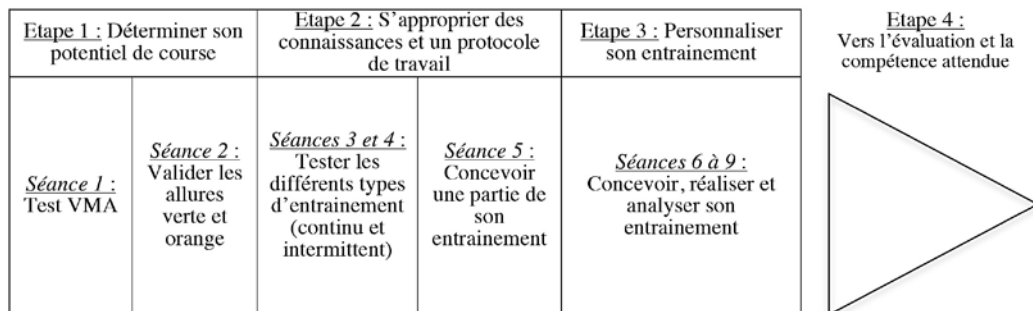 Etape 1 : Déterminer son
potentiel de course
Etape 2 : S'approprier des
connaissances et un protocole
de travail
Etape 3 : Personnaliser
son entrainement
Etape 4 :
Vers l'évaluation et la
compétence attendue
Séance 1 :
Test VMA
Séance 2 :
Valider les
allures
verte et
orange
Séances 3 et 4 :
Tester les
différents types
d'entrainement
(continu et
intermittent)
Séance 5 :
Concevoir
une partie de
son
entrainement
Séances 6 à 9 :
Concevoir, réaliser et
analyser son
entrainement